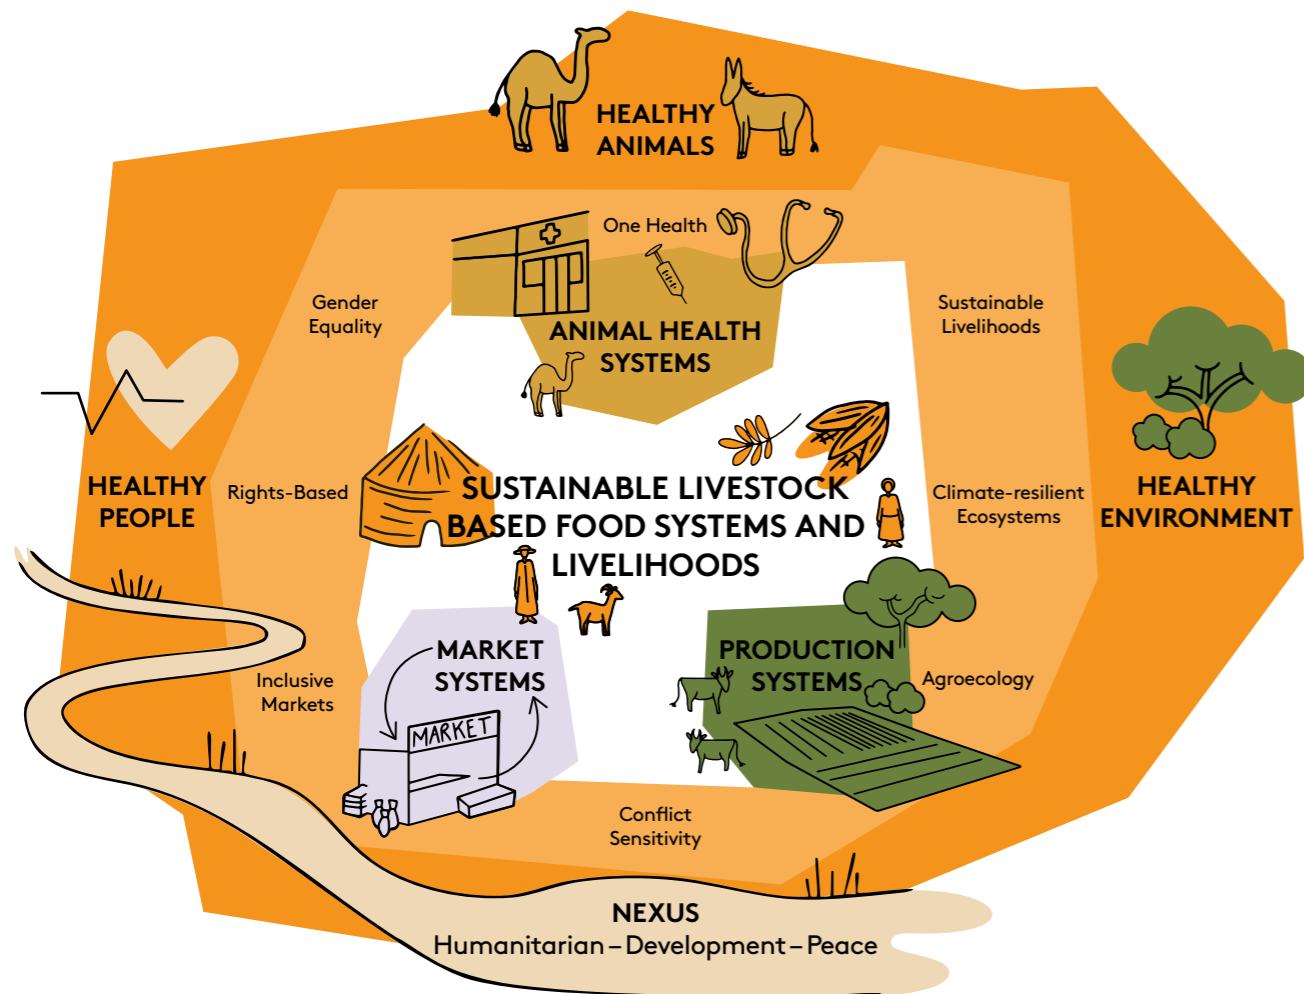 HEALTHY
ANIMALS
One Health
Gender
Equality
Sustainable
Livelihoods
ANIMAL HEALTH
SYSTEMS
HEALTHY
PEOPLE
Rights-Based
SUSTAINABLE LIVESTOCK
BASED FOOD SYSTEMS AND
LIVELIHOODS
Climate-resilient
Ecosystems
HEALTHY
ENVIRONMENT
MARKET
SYSTEMS
PRODUCTION
SYSTEMS
Inclusive
Markets
Agroecology
MARKET
Conflict
Sensitivity
NEXUS
Humanitarian – Development – Peace